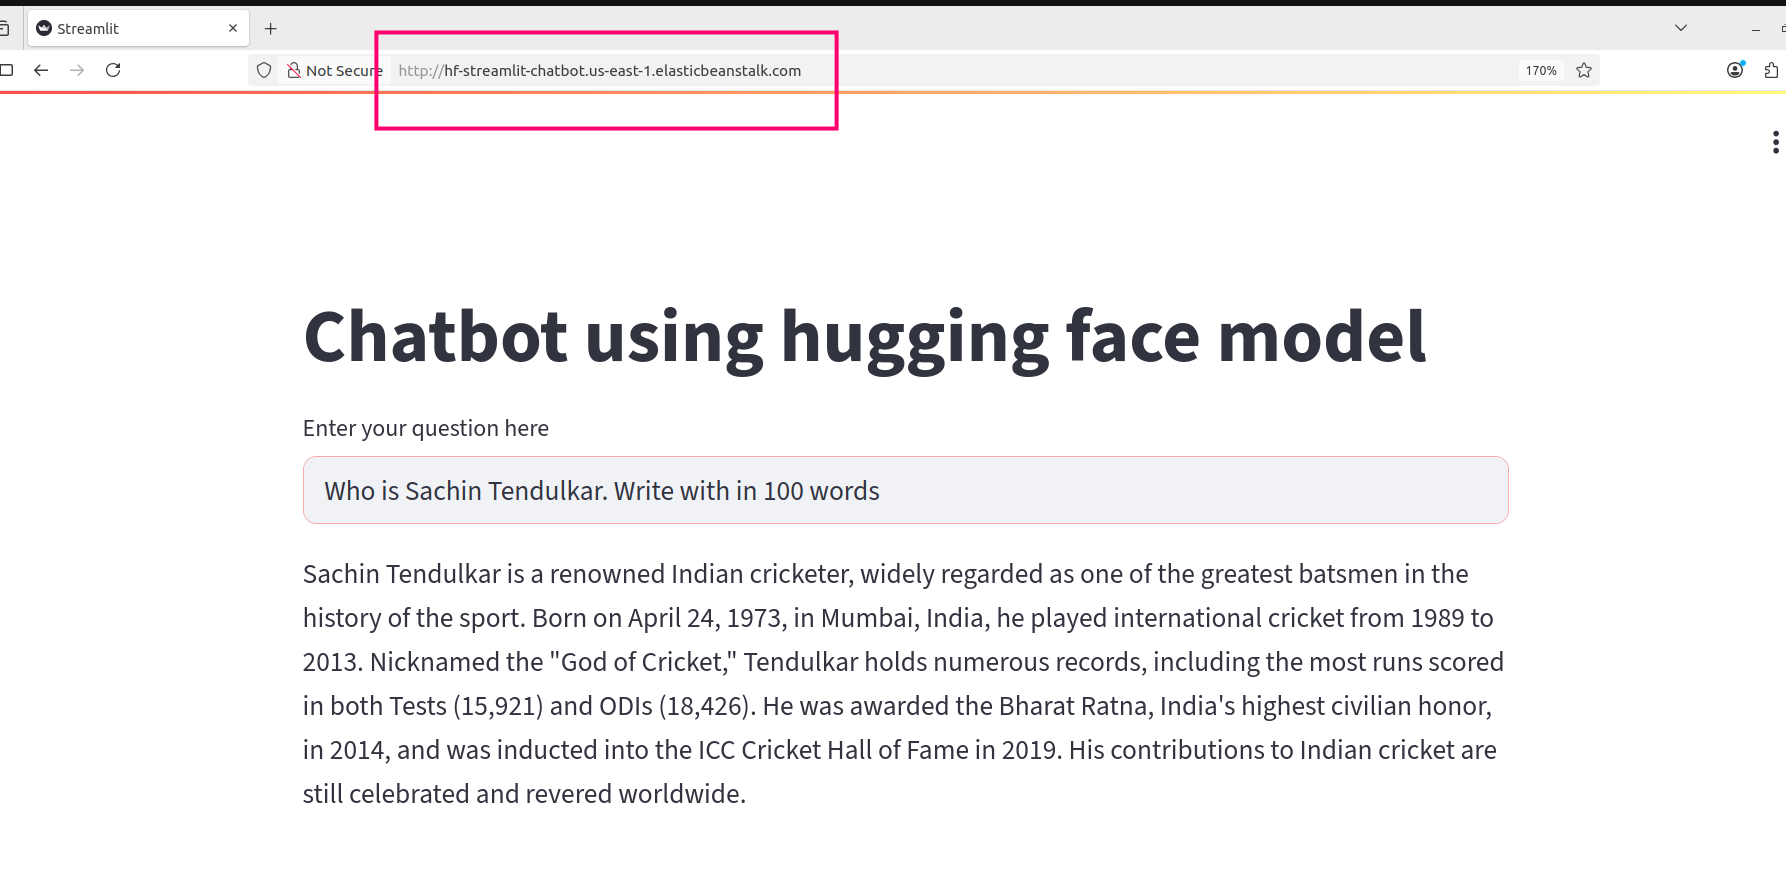 Streamlit
Not Secure http://hf-streamlit-chatbot.us-east-1.elasticbeanstalk.com 170%
Chatbot using hugging face model
Enter your question here
Who is Sachin Tendulkar. Write with in 100 words
Sachin Tendulkar is a renowned Indian cricketer, widely regarded as one of the greatest batsmen in the
history of the sport. Born on April 24, 1973, in Mumbai, India, he played international cricket from 1989 to
2013. Nicknamed the "God of Cricket," Tendulkar holds numerous records, including the most runs scored
in both Tests (15,921) and ODIs (18,426). He was awarded the Bharat Ratna, India's highest civilian honor,
in 2014, and was inducted into the ICC Cricket Hall of Fame in 2019. His contributions to Indian cricket are
still celebrated and revered worldwide.